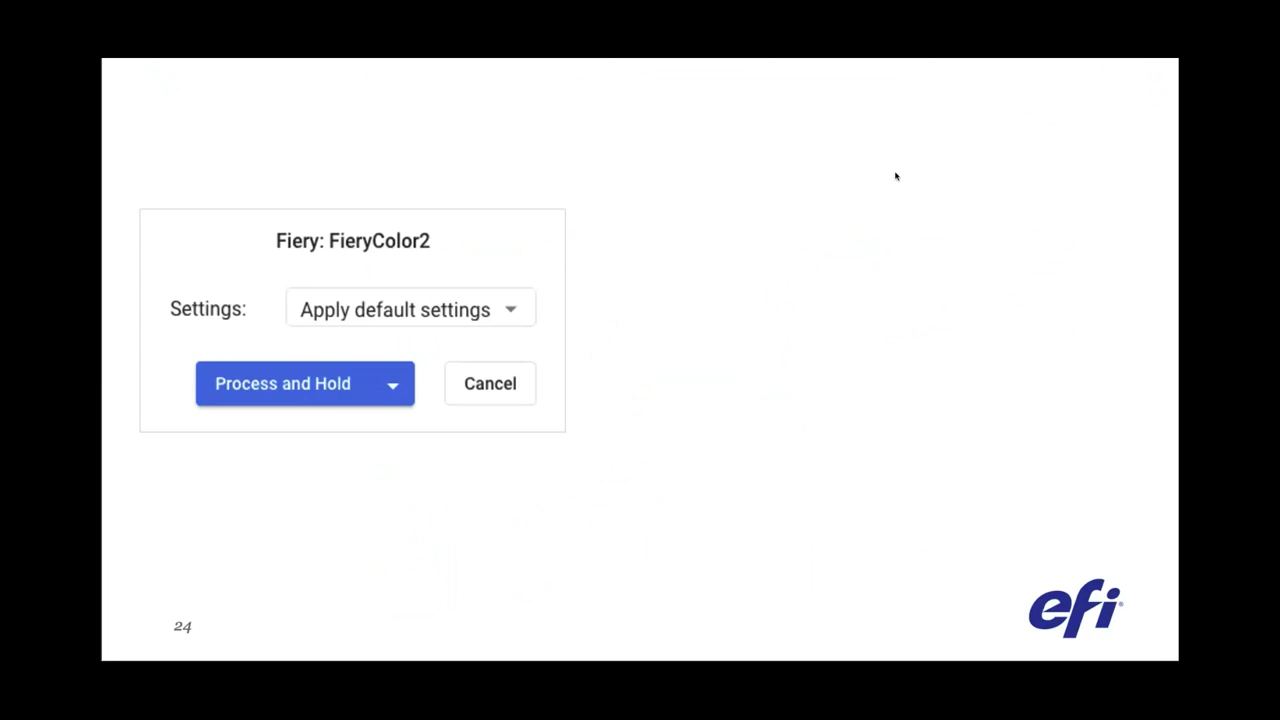 Fiery: FieryColor2
Settings: Apply default settings
Process and Hold Cancel
24
efi